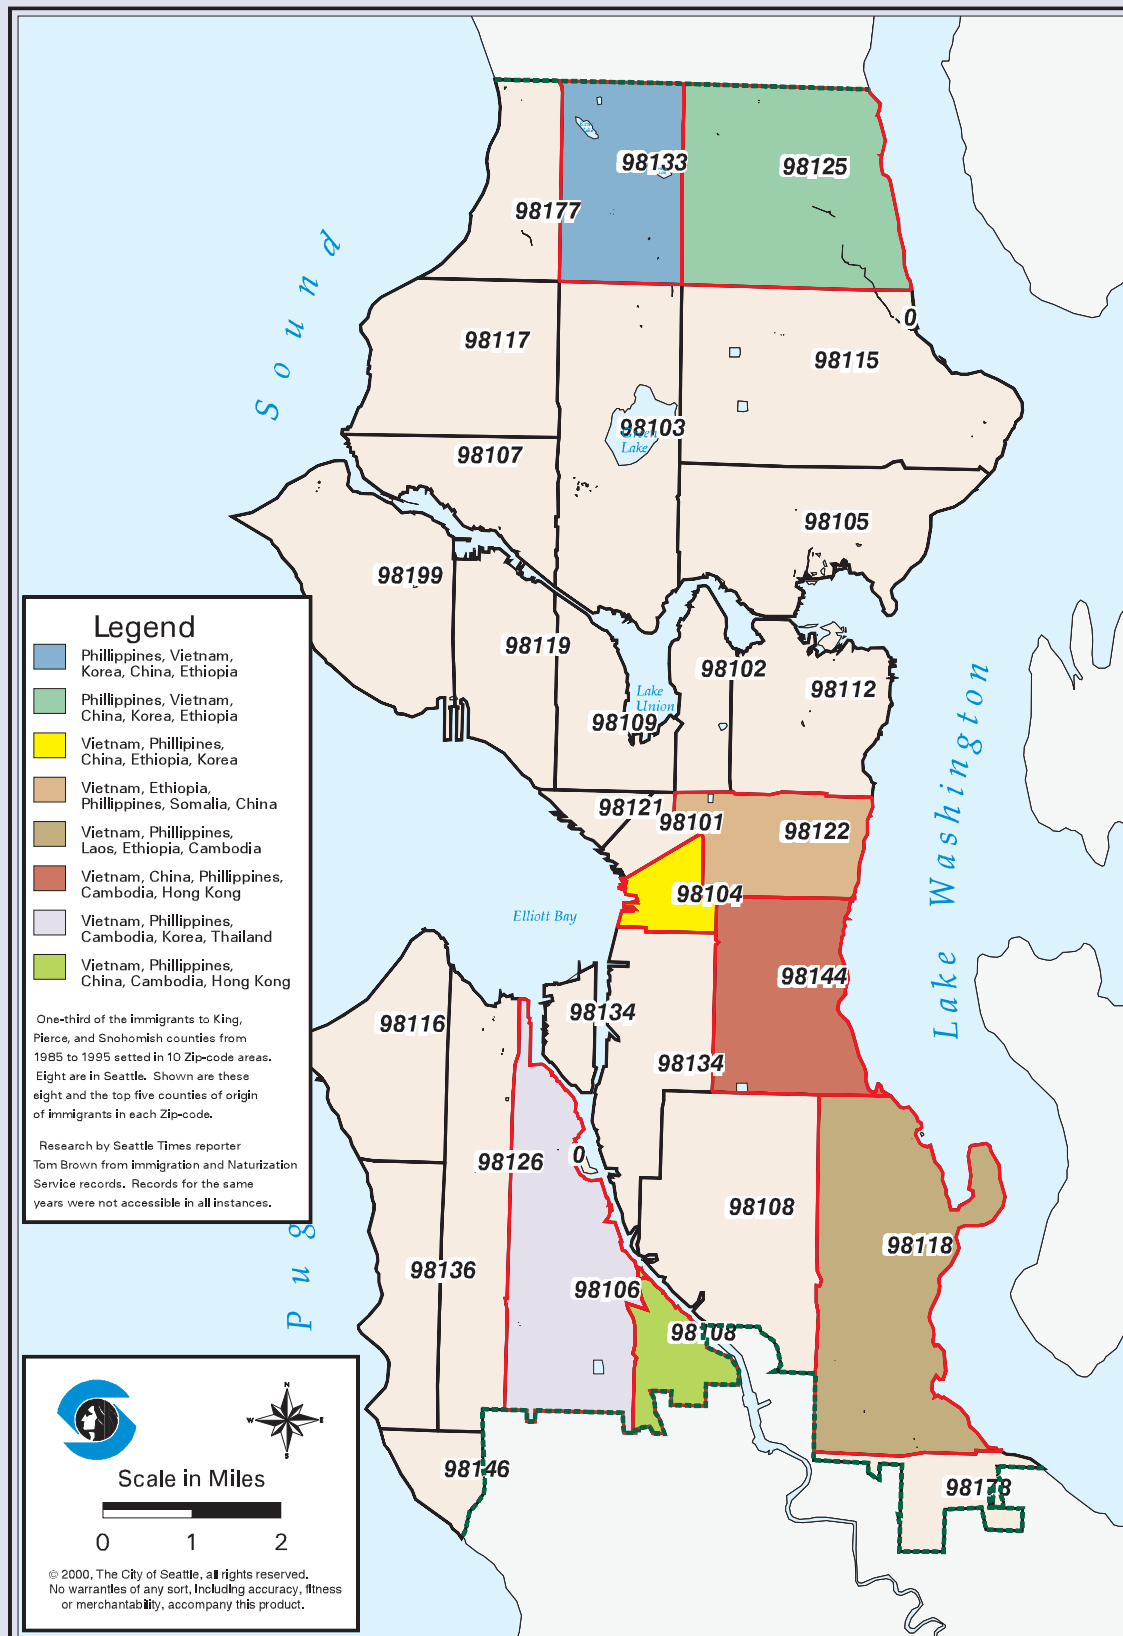 98133
98125
98177
Sound
0
98117
98115
98103
Green
Lake
98107
98105
98199
Legend
Phillippines, Vietnam,
Korea, China, Ethiopia
Phillippines, Vietnam,
China, Korea, Ethiopia
Vietnam, Phillipines,
China, Ethiopia, Korea
Vietnam, Ethiopia,
Phillippines, Somalia, China
Vietnam, Phillippines,
Laos, Ethiopia, Cambodia
Vietnam, China, Phillippines,
Cambodia, Hong Kong
Vietnam, Phillippines,
Cambodia, Korea, Thailand
Vietnam, Phillippines,
China, Cambodia, Hong Kong
One-third of the immigrants to King,
Pierce, and Snohomish counties from
1985 to 1995 setted in 10 Zip-code areas.
Eight are in Seattle. Shown are these
eight and the top five counties of origin
of immigrants in each Zip-code.
Research by Seattle Times reporter
Tom Brown from immigration and Naturization
Service records. Records for the same
years were not accessible in all instances.
98119
98102
98112
Lake
Union
98109
Lake Washington
98121
98101
98122
98104
Elliott Bay
98144
98116
98134
98134
98126
0
98108
98118
98136
98106
98108
Pug
98146
98178
N
W
E
S
Scale in Miles
0 1 2
© 2000, The City of Seattle, all rights reserved.
No warranties of any sort, including accuracy, fitness
or merchantability, accompany this product.